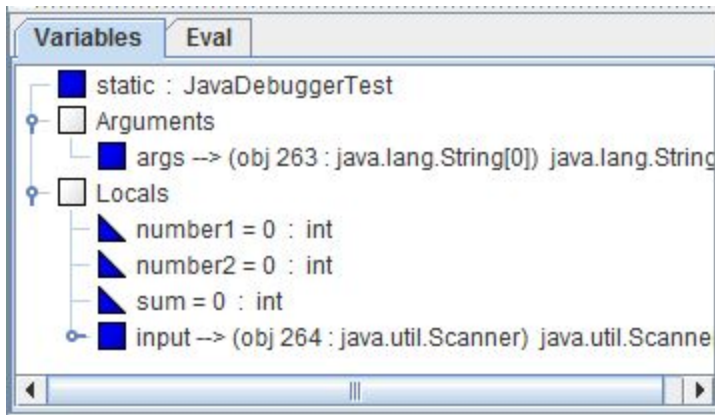 Variables Eval
static : JavaDebuggerTest
Arguments
args --> (obj 263 : java.lang.String[0]) java.lang.String
Locals
number1 = 0 : int
number2 = 0 : int
sum = 0 : int
input --> (obj 264 : java.util.Scanner) java.util.Scanne